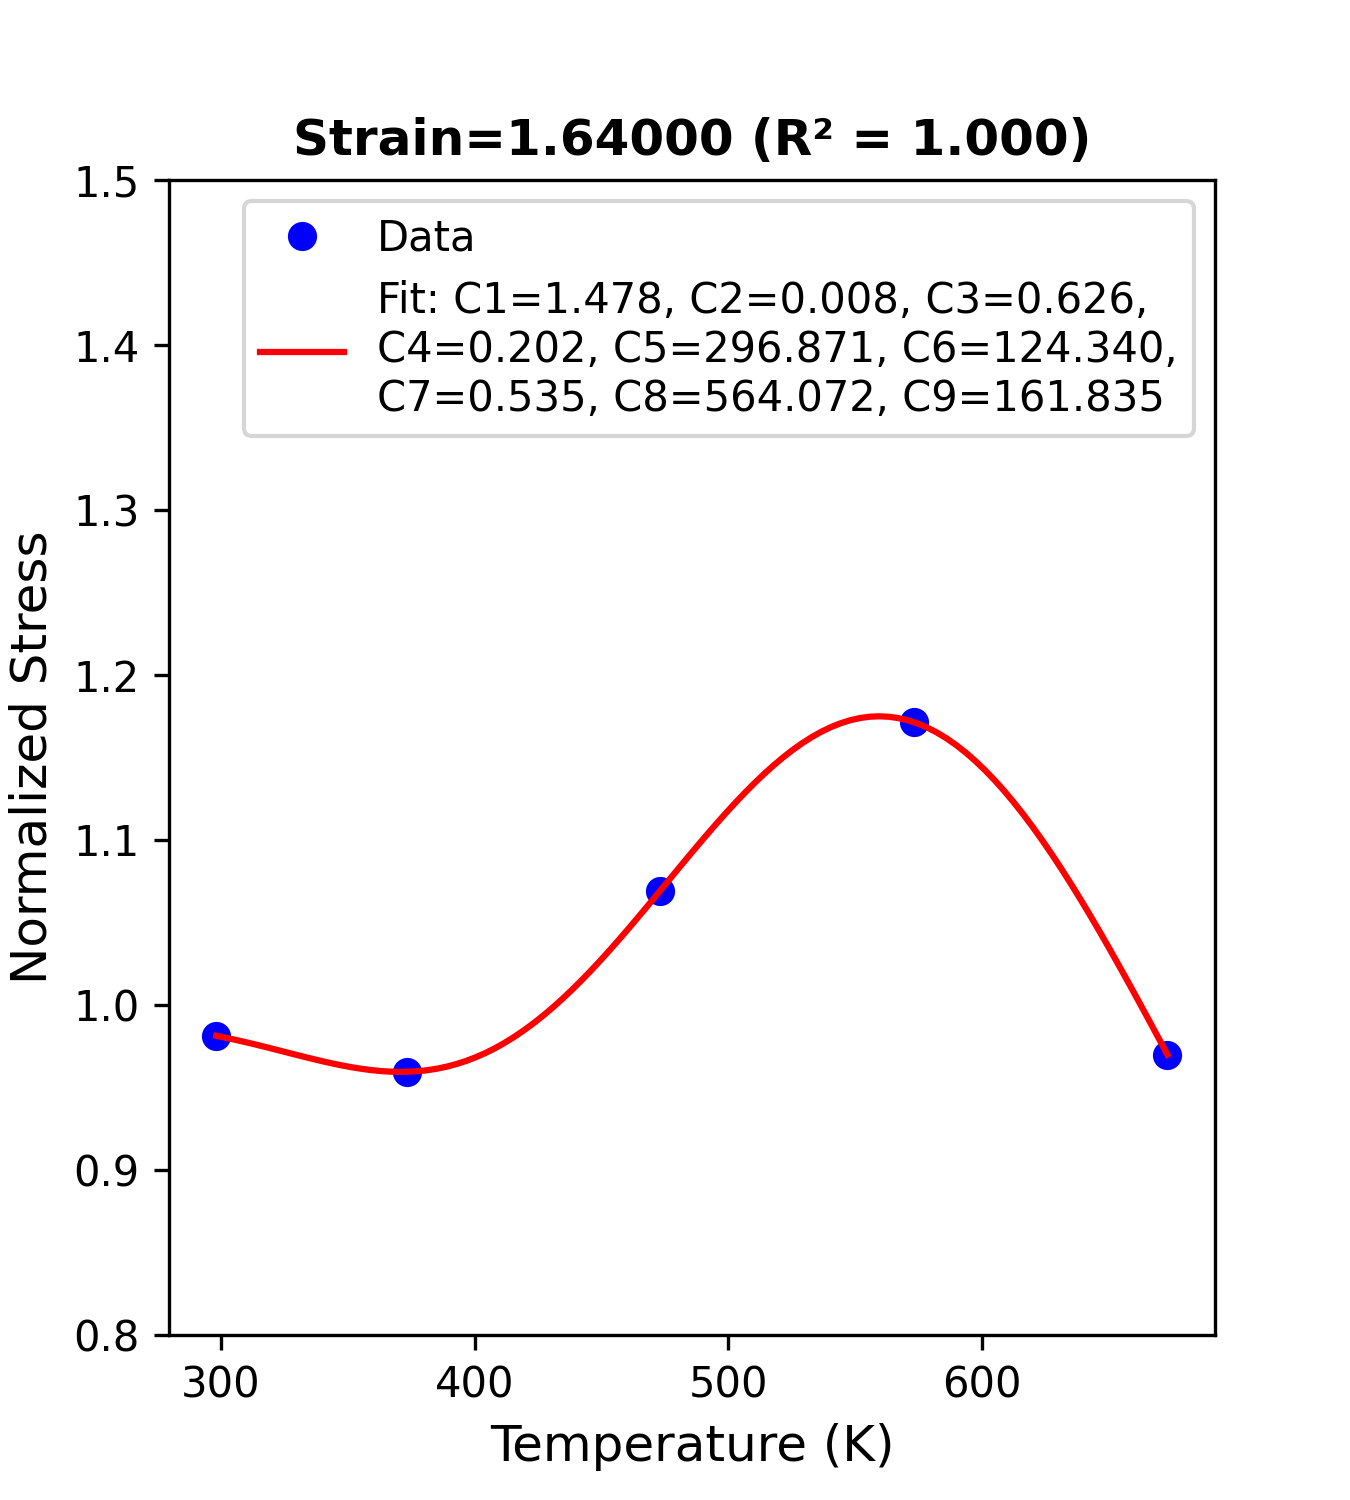 Strain=1.64000 (R² = 1.000)
1.5
Data
Fit: C1=1.478, C2=0.008, C3=0.626,
C4=0.202, C5=296.871, C6=124.340,
C7=0.535, C8=564.072, C9=161.835
1.4
1.3
1.2
1.1
1.0
0.9
0.8
Normalized Stress
300 400 500 600
Temperature (K)